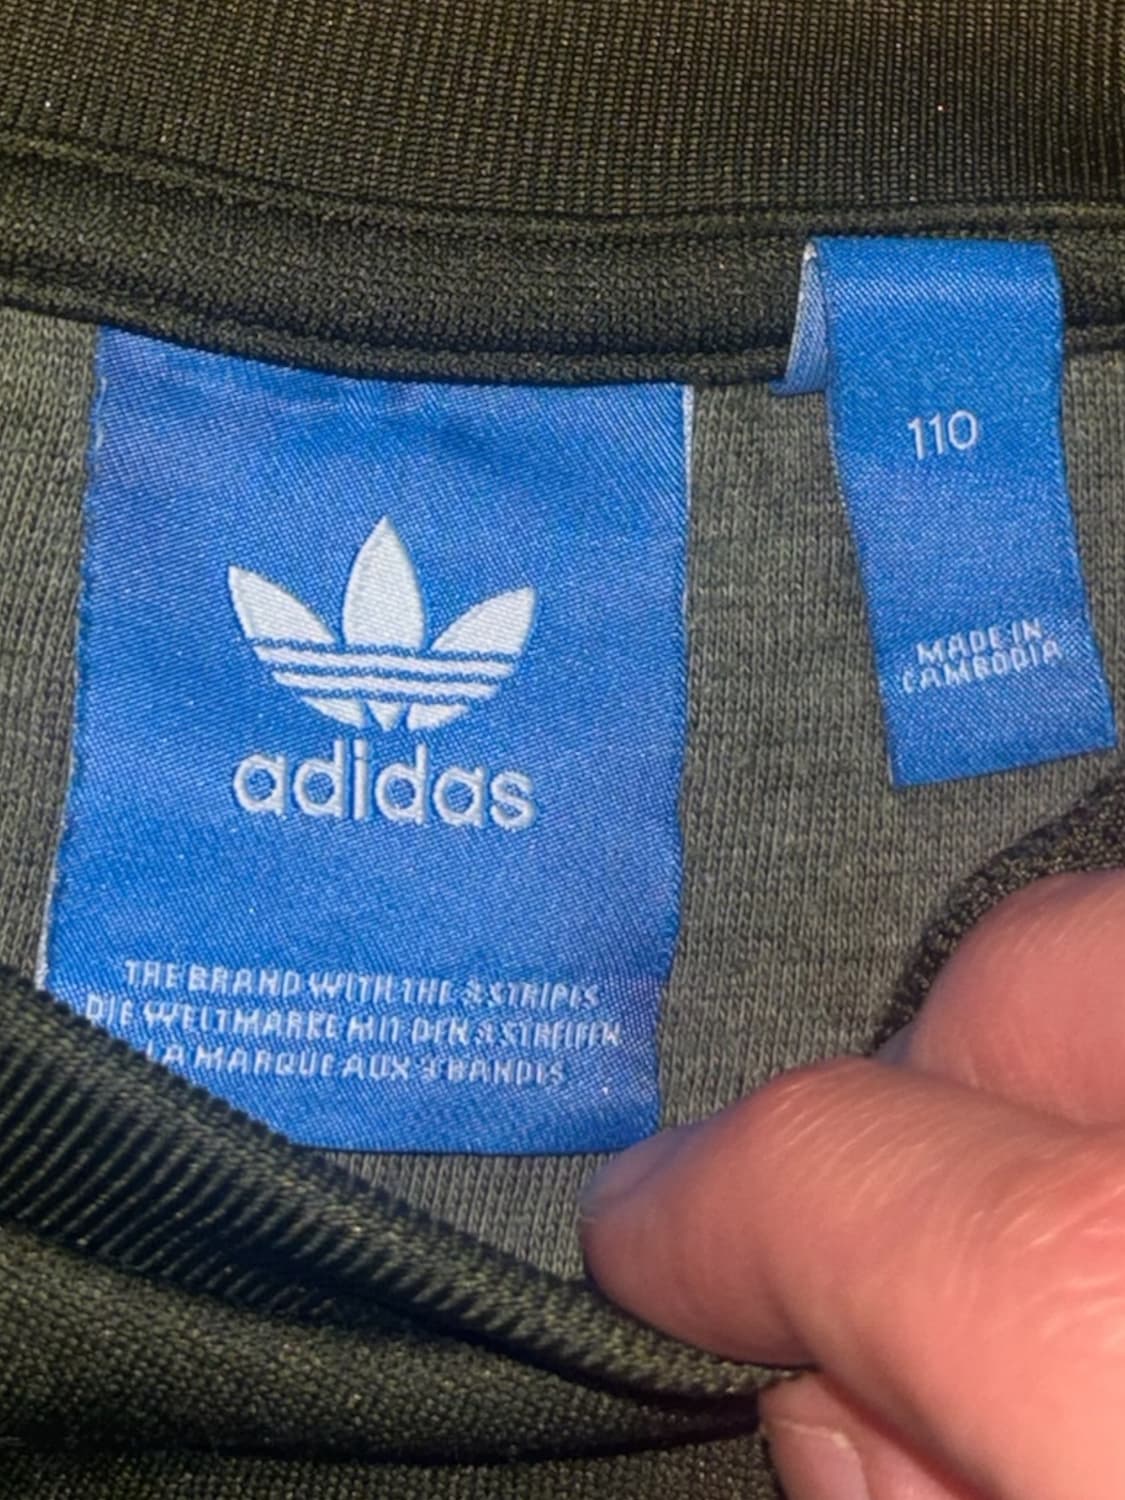 adidas
THE BRAND WITH THE 3 STRIPES
DIE WELTMARKE MIT DEN 3 STREIFEN
LA MARQUE AUX 3 BANDES
110
MADE IN
CAMBODIA